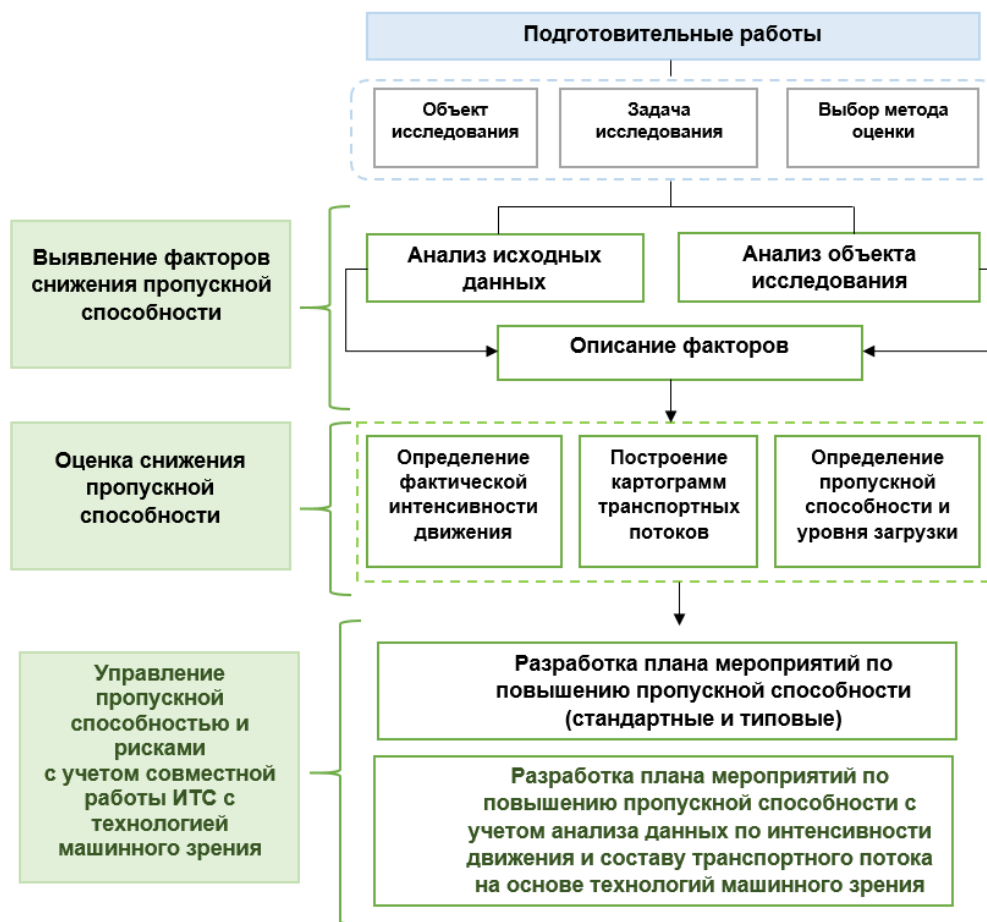 Подготовительные работы
Объект
исследования
Задача
исследования
Выбор метода
оценки
Выявление факторов
снижения пропускной
способности
Анализ исходных
данных
Анализ объекта
исследования
Описание факторов
Оценка снижения
пропускной
способности
Определение
фактической
интенсивности
движения
Построение
картограмм
транспортных
потоков
Определение
пропускной
способности и
уровня загрузки
Управление
пропускной
способностью и
рисками
с учетом совместной
работы ИТС с
технологией
машинного зрения
Разработка плана мероприятий по
повышению пропускной способности
(стандартные и типовые)
Разработка плана мероприятий по
повышению пропускной способности с
учетом анализа данных по интенсивности
движения и составу транспортного потока
на основе технологий машинного зрения